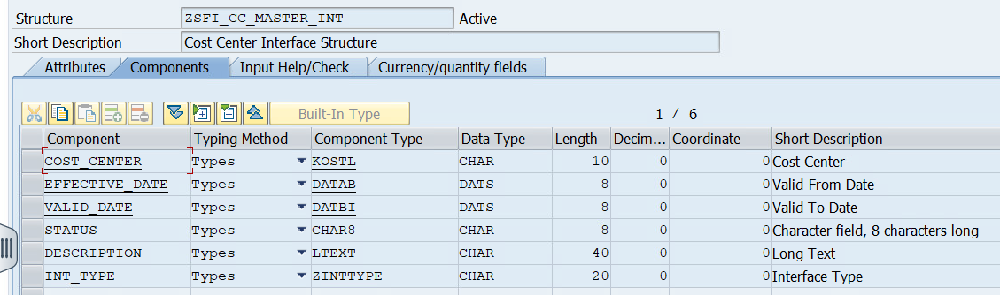 Structure ZSFI_CC_MASTER_INT Active
Short Description Cost Center Interface Structure
Attributes Components Input Help/Check Currency/quantity fields
Built-In Type 1 / 6
Component Typing Method Component Type Data Type Length Decim... Coordinate Short Description
COST_CENTER Types KOSTL CHAR 10 0 0 Cost Center
EFFECTIVE_DATE Types DATAB DATS 8 0 0 Valid-From Date
VALID_DATE Types DATBI DATS 8 0 0 Valid To Date
STATUS Types CHAR8 CHAR 8 0 0 Character field, 8 characters long
DESCRIPTION Types LTEXT CHAR 40 0 0 Long Text
INT_TYPE Types ZINTTYPE CHAR 20 0 0 Interface Type